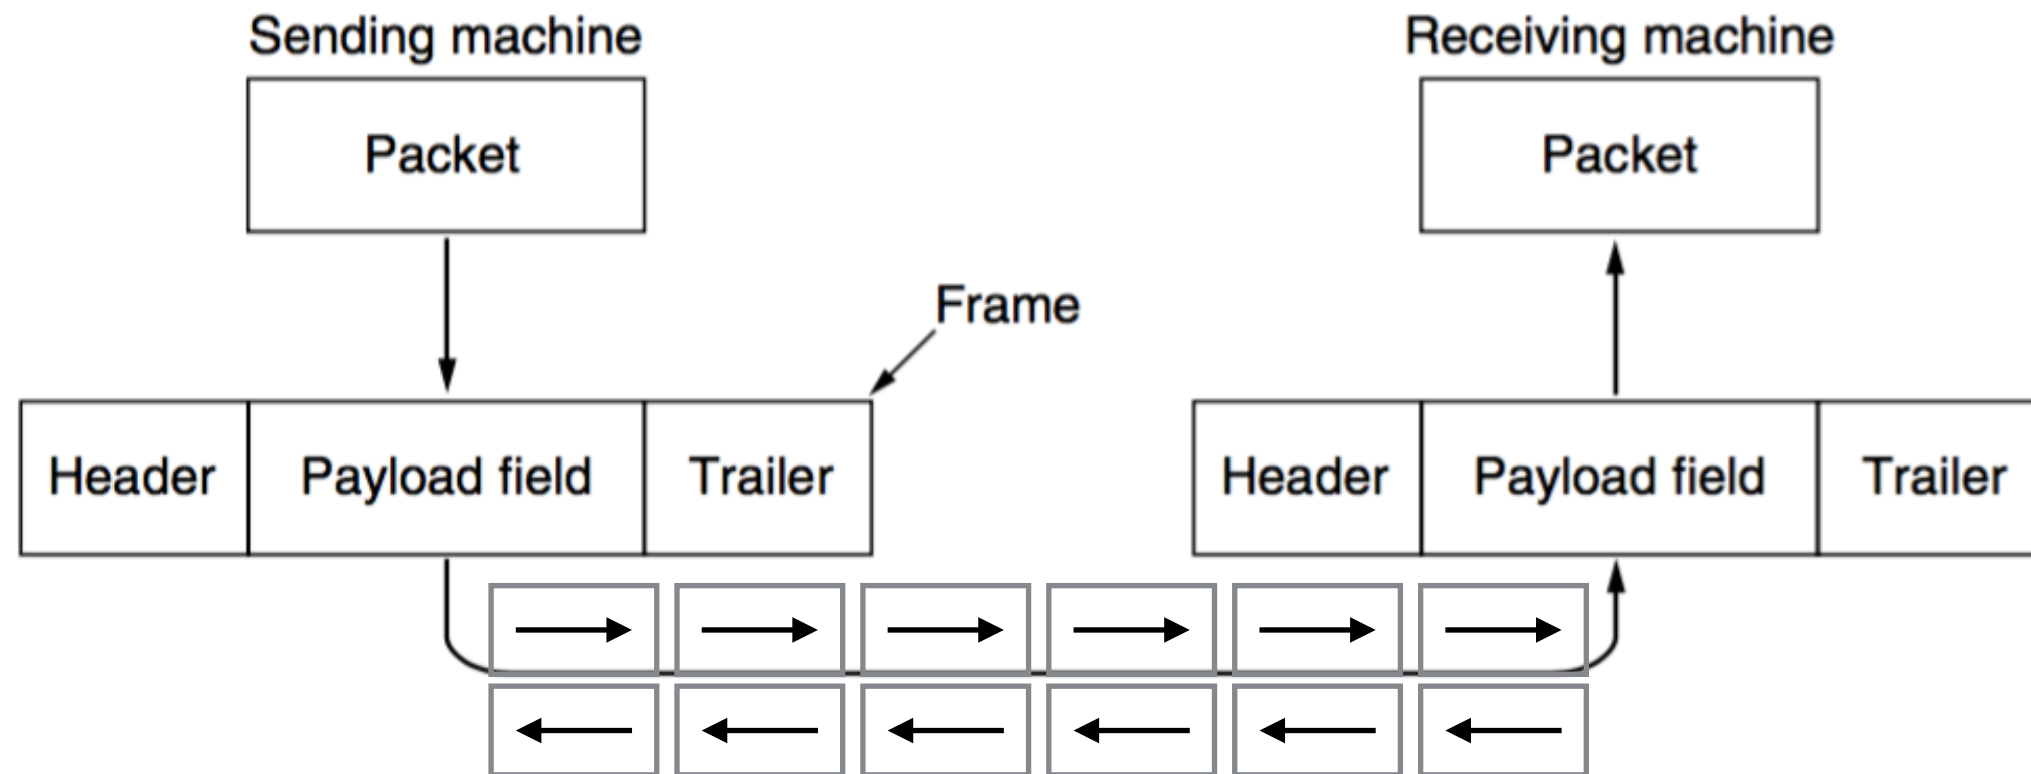 Sending machine
Receiving machine
Packet
Packet
Frame
Header
Payload field
Trailer
Header
Payload field
Trailer